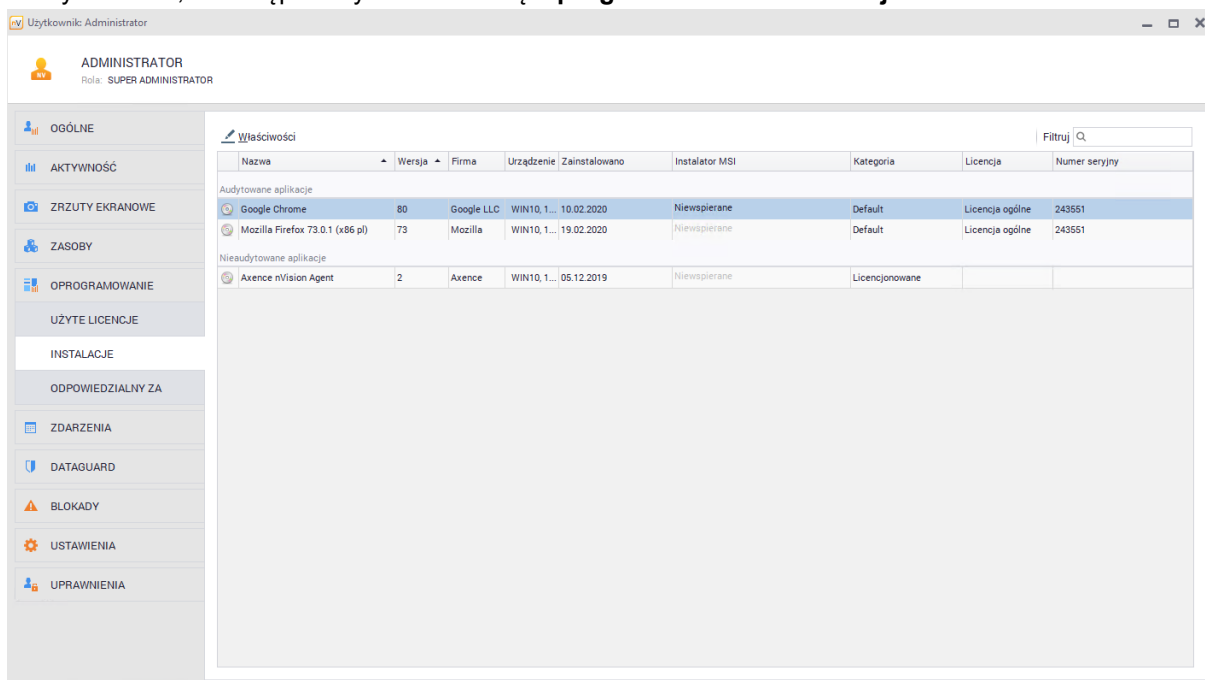 Użytkownik: Administrator
ADMINISTRATOR
Rola: SUPER ADMINISTRATOR
OGÓLNE
AKTYWNOŚĆ
ZRZUTY EKRANOWE
ZASOBY
OPROGRAMOWANIE
UŻYTE LICENCJE
INSTALACJE
ODPOWIEDZIALNY ZA
ZDARZENIA
DATAGUARD
BLOKADY
USTAWIENIA
UPRAWNIENIA
Właściwości Filtruj
Nazwa Wersja Firma Urządzenie Zainstalowano Instalator MSI Kategoria Licencja Numer seryjny
Audytowane aplikacje
Google Chrome 80 Google LLC WIN10, 1... 10.02.2020 Niewspierane Default Licencja ogólne 243551
Mozilla Firefox 73.0.1 (x86 pl) 73 Mozilla WIN10, 1... 19.02.2020 Niewspierane Default Licencja ogólne 243551
Nieaudytowane aplikacje
Axence nVision Agent 2 Axence WIN10, 1... 05.12.2019 Niewspierane Licencjonowane